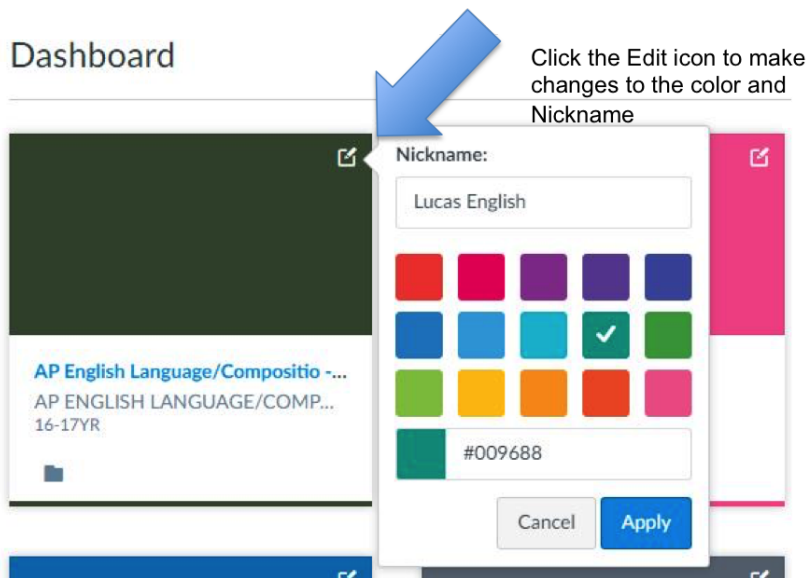 Dashboard
Click the Edit icon to make
changes to the color and
Nickname
Nickname:
Lucas English
#009688
Cancel
Apply
AP English Language/Compositio -...
AP ENGLISH LANGUAGE/COMP...
16-17YR